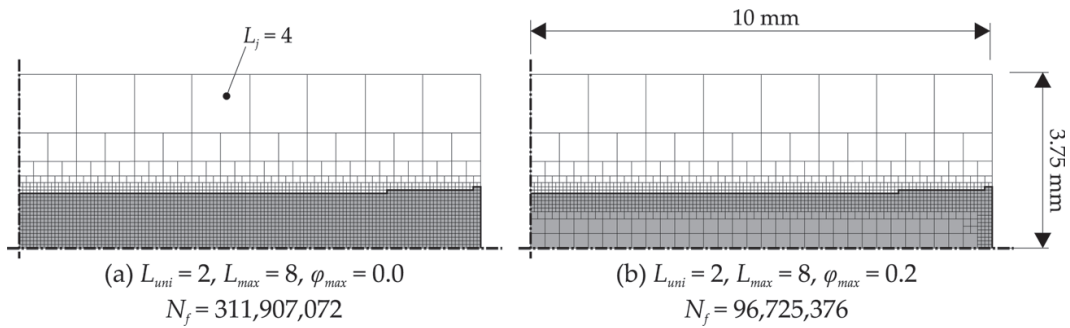 L_j = 4
10 mm
3.75 mm
(a) L_uni = 2, L_max = 8, φ_max = 0.0
N_f = 311,907,072
(b) L_uni = 2, L_max = 8, φ_max = 0.2
N_f = 96,725,376